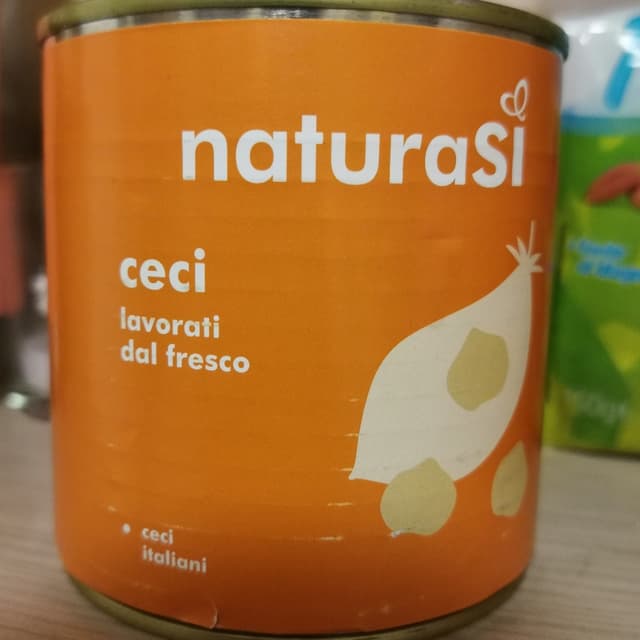 naturaSì
ceci
lavorati
dal fresco
• ceci
italiani